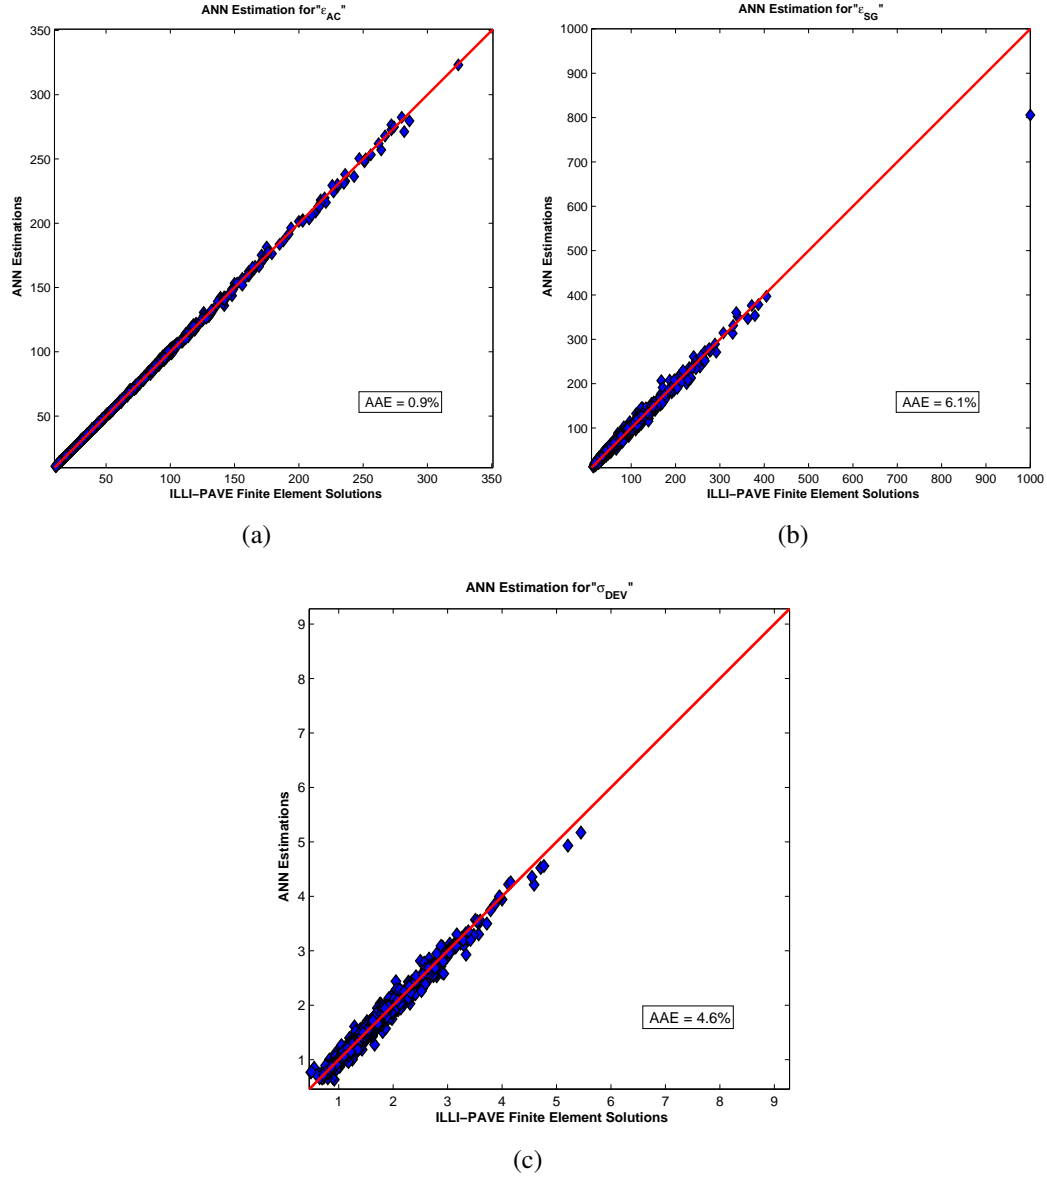 ANN Estimation for"ε_AC"
350
300
250
200
150
100
50
ANN Estimations
AAE = 0.9%
50 100 150 200 250 300 350
ILLI−PAVE Finite Element Solutions
(a)
ANN Estimation for"ε_SG"
1000
900
800
700
600
500
400
300
200
100
ANN Estimations
AAE = 6.1%
100 200 300 400 500 600 700 800 900 1000
ILLI−PAVE Finite Element Solutions
(b)
ANN Estimation for"σ_DEV"
9
8
7
6
5
4
3
2
1
ANN Estimations
AAE = 4.6%
1 2 3 4 5 6 7 8 9
ILLI−PAVE Finite Element Solutions
(c)